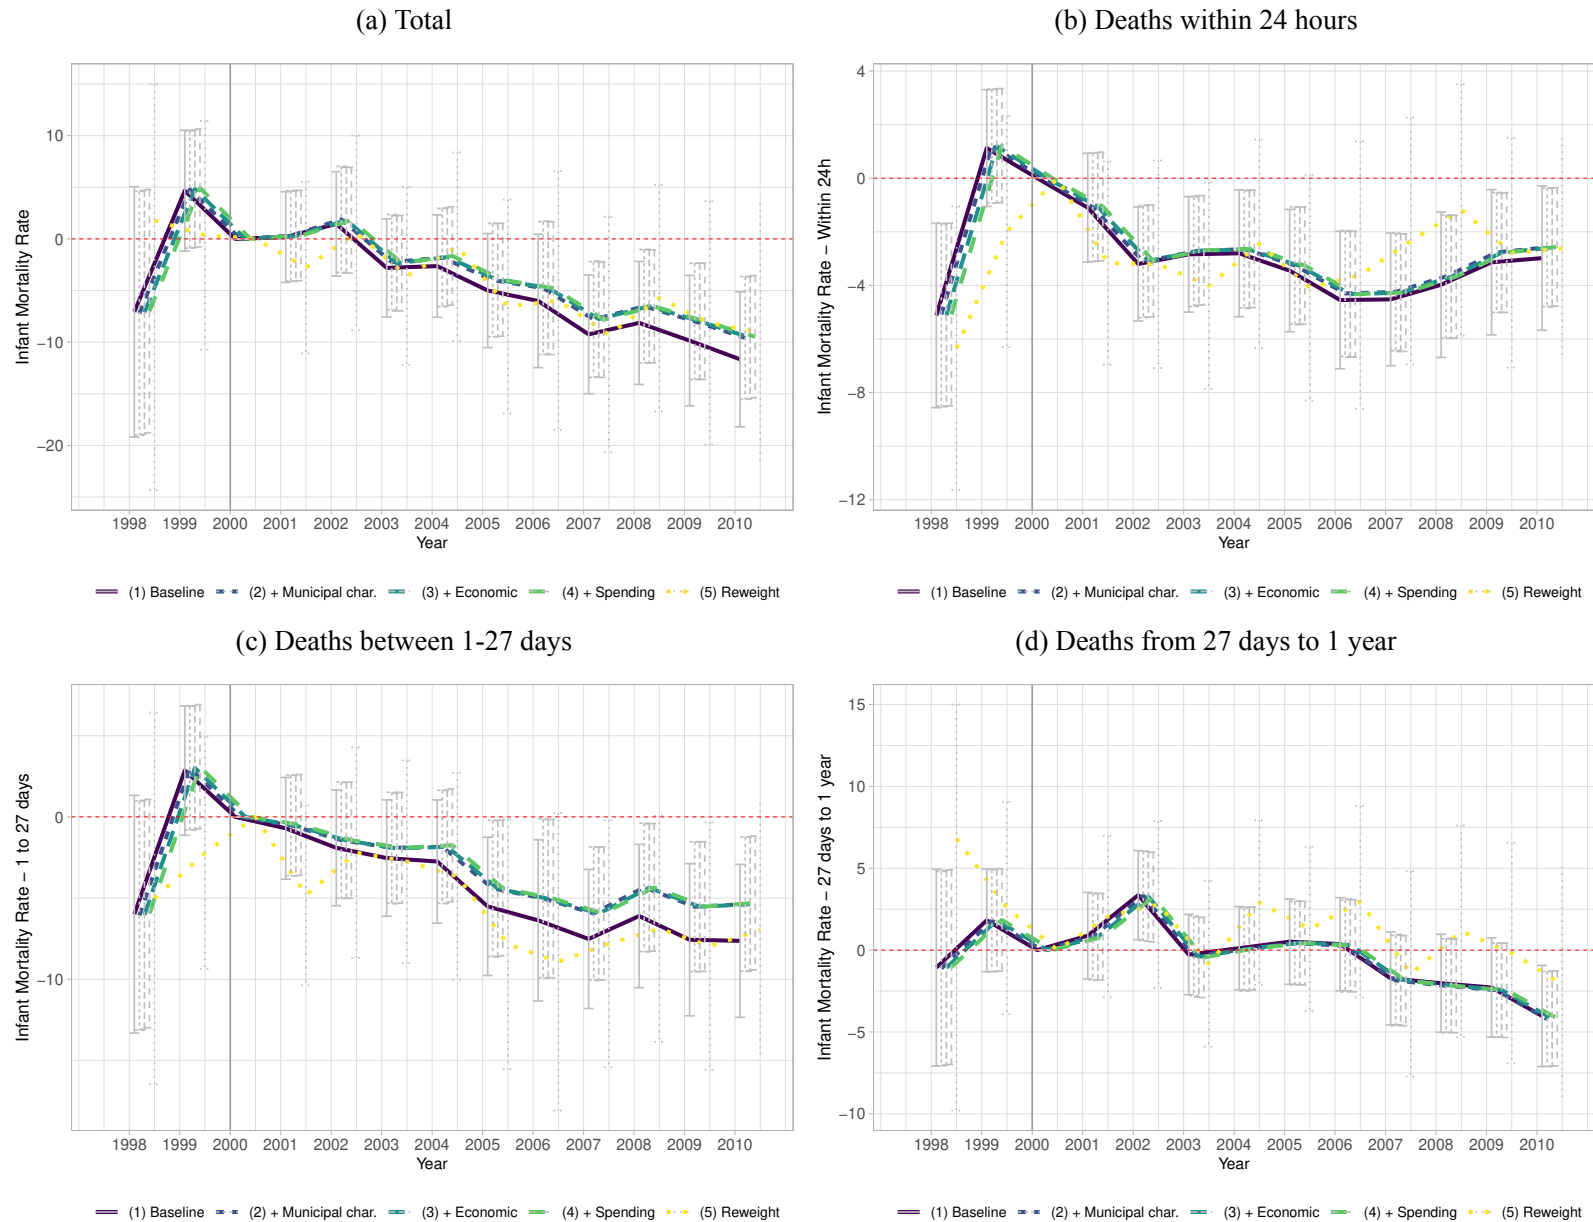 (a) Total
Infant Mortality Rate
10
0
−10
−20
1998 1999 2000 2001 2002 2003 2004 2005 2006 2007 2008 2009 2010
Year
(1) Baseline (2) + Municipal char. (3) + Economic (4) + Spending (5) Reweight
(b) Deaths within 24 hours
Infant Mortality Rate − Within 24h
4
0
−4
−8
−12
1998 1999 2000 2001 2002 2003 2004 2005 2006 2007 2008 2009 2010
Year
(1) Baseline (2) + Municipal char. (3) + Economic (4) + Spending (5) Reweight
(c) Deaths between 1-27 days
Infant Mortality Rate − 1 to 27 days
0
−10
1998 1999 2000 2001 2002 2003 2004 2005 2006 2007 2008 2009 2010
Year
(1) Baseline (2) + Municipal char. (3) + Economic (4) + Spending (5) Reweight
(d) Deaths from 27 days to 1 year
Infant Mortality Rate − 27 days to 1 year
15
10
5
0
−5
−10
1998 1999 2000 2001 2002 2003 2004 2005 2006 2007 2008 2009 2010
Year
(1) Baseline (2) + Municipal char. (3) + Economic (4) + Spending (5) Reweight